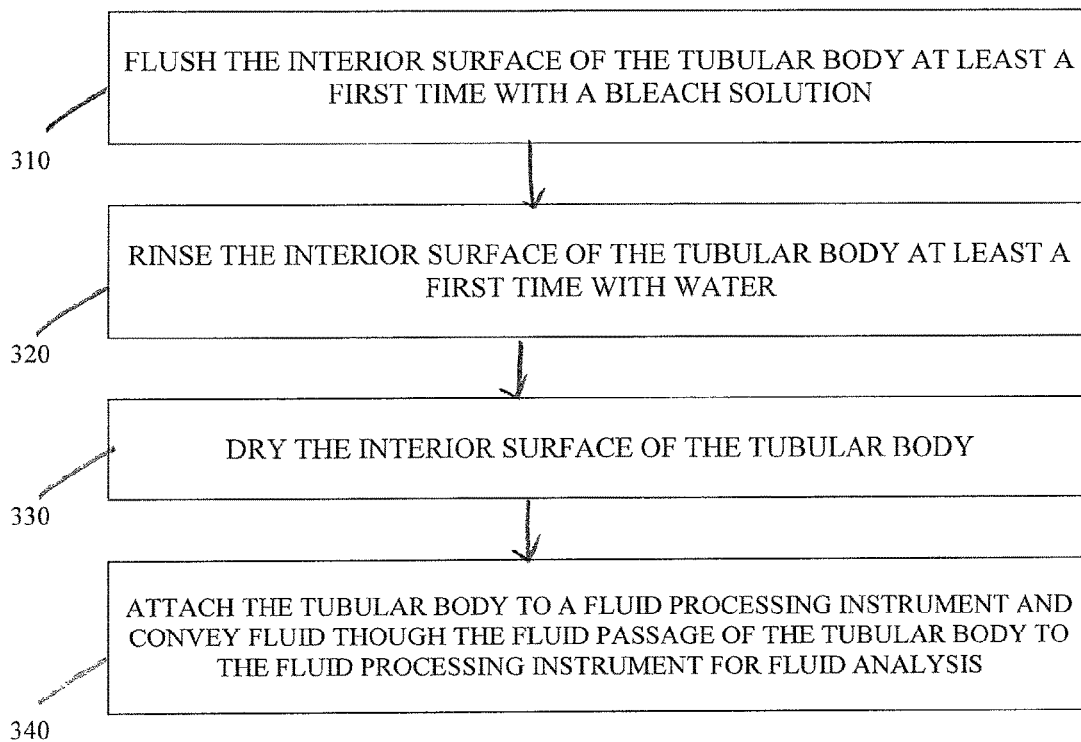 FLUSH THE INTERIOR SURFACE OF THE TUBULAR BODY AT LEAST A
FIRST TIME WITH A BLEACH SOLUTION
310
RINSE THE INTERIOR SURFACE OF THE TUBULAR BODY AT LEAST A
FIRST TIME WITH WATER
320
DRY THE INTERIOR SURFACE OF THE TUBULAR BODY
330
ATTACH THE TUBULAR BODY TO A FLUID PROCESSING INSTRUMENT AND
CONVEY FLUID THOUGH THE FLUID PASSAGE OF THE TUBULAR BODY TO
THE FLUID PROCESSING INSTRUMENT FOR FLUID ANALYSIS
340